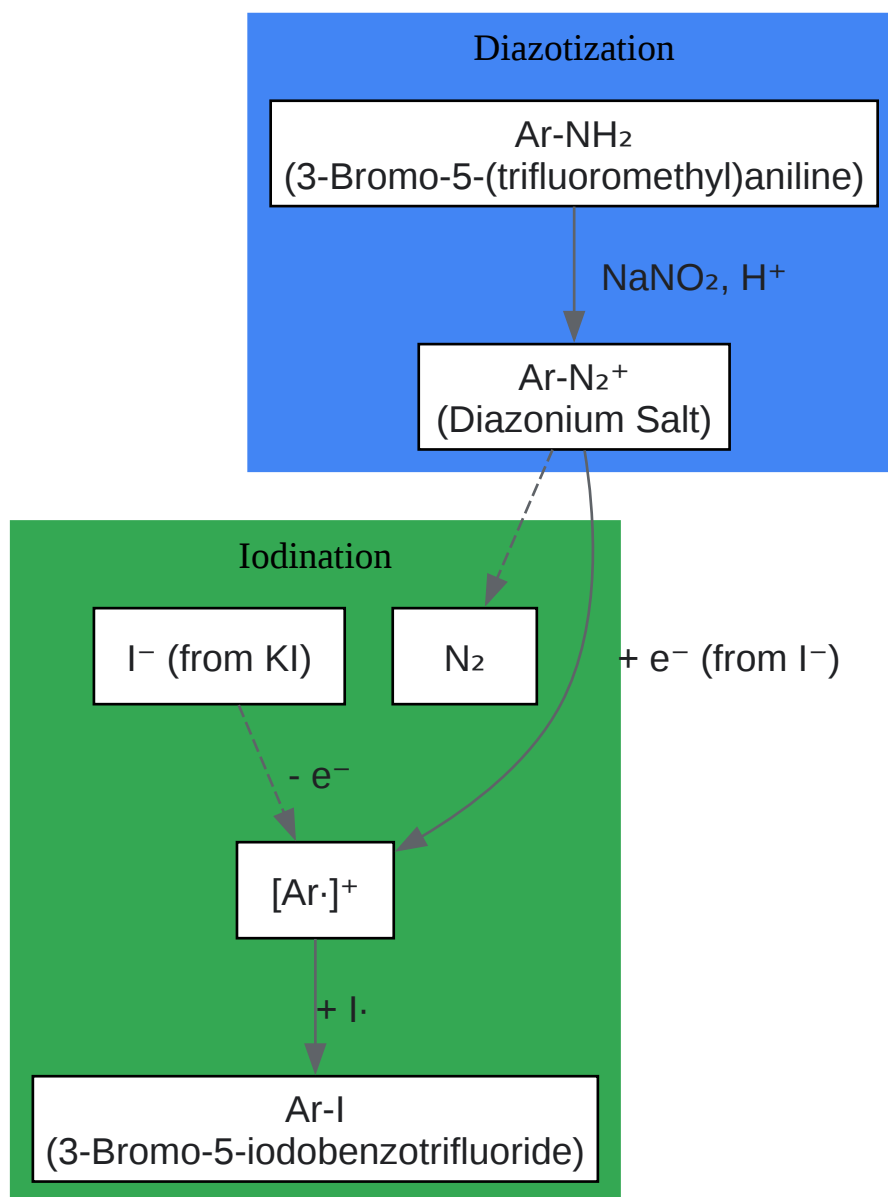 Diazotization
Ar-NH₂
(3-Bromo-5-(trifluoromethyl)aniline)
NaNO₂, H⁺
Ar-N₂⁺
(Diazonium Salt)
Iodination
I⁻ (from KI)
N₂
+ e⁻ (from I⁻)
- e⁻
[Ar·]⁺
+ I·
Ar-I
(3-Bromo-5-iodobenzotrifluoride)